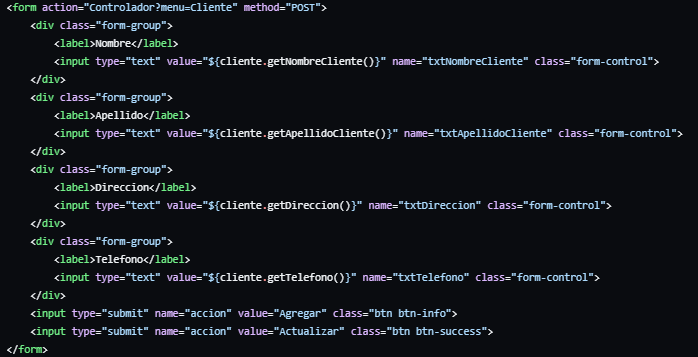 <form action="Controlador?menu=Cliente" method="POST">
    <div class="form-group">
        <label>Nombre</label>
        <input type="text" value="${cliente.getNombreCliente()}" name="txtNombreCliente" class="form-control">
    </div>
    <div class="form-group">
        <label>Apellido</label>
        <input type="text" value="${cliente.getApellidoCliente()}" name="txtApellidoCliente" class="form-control">
    </div>
    <div class="form-group">
        <label>Direccion</label>
        <input type="text" value="${cliente.getDireccion()}" name="txtDireccion" class="form-control">
    </div>
    <div class="form-group">
        <label>Telefono</label>
        <input type="text" value="${cliente.getTelefono()}" name="txtTelefono" class="form-control">
    </div>
    <input type="submit" name="accion" value="Agregar" class="btn btn-info">
    <input type="submit" name="accion" value="Actualizar" class="btn btn-success">
</form>